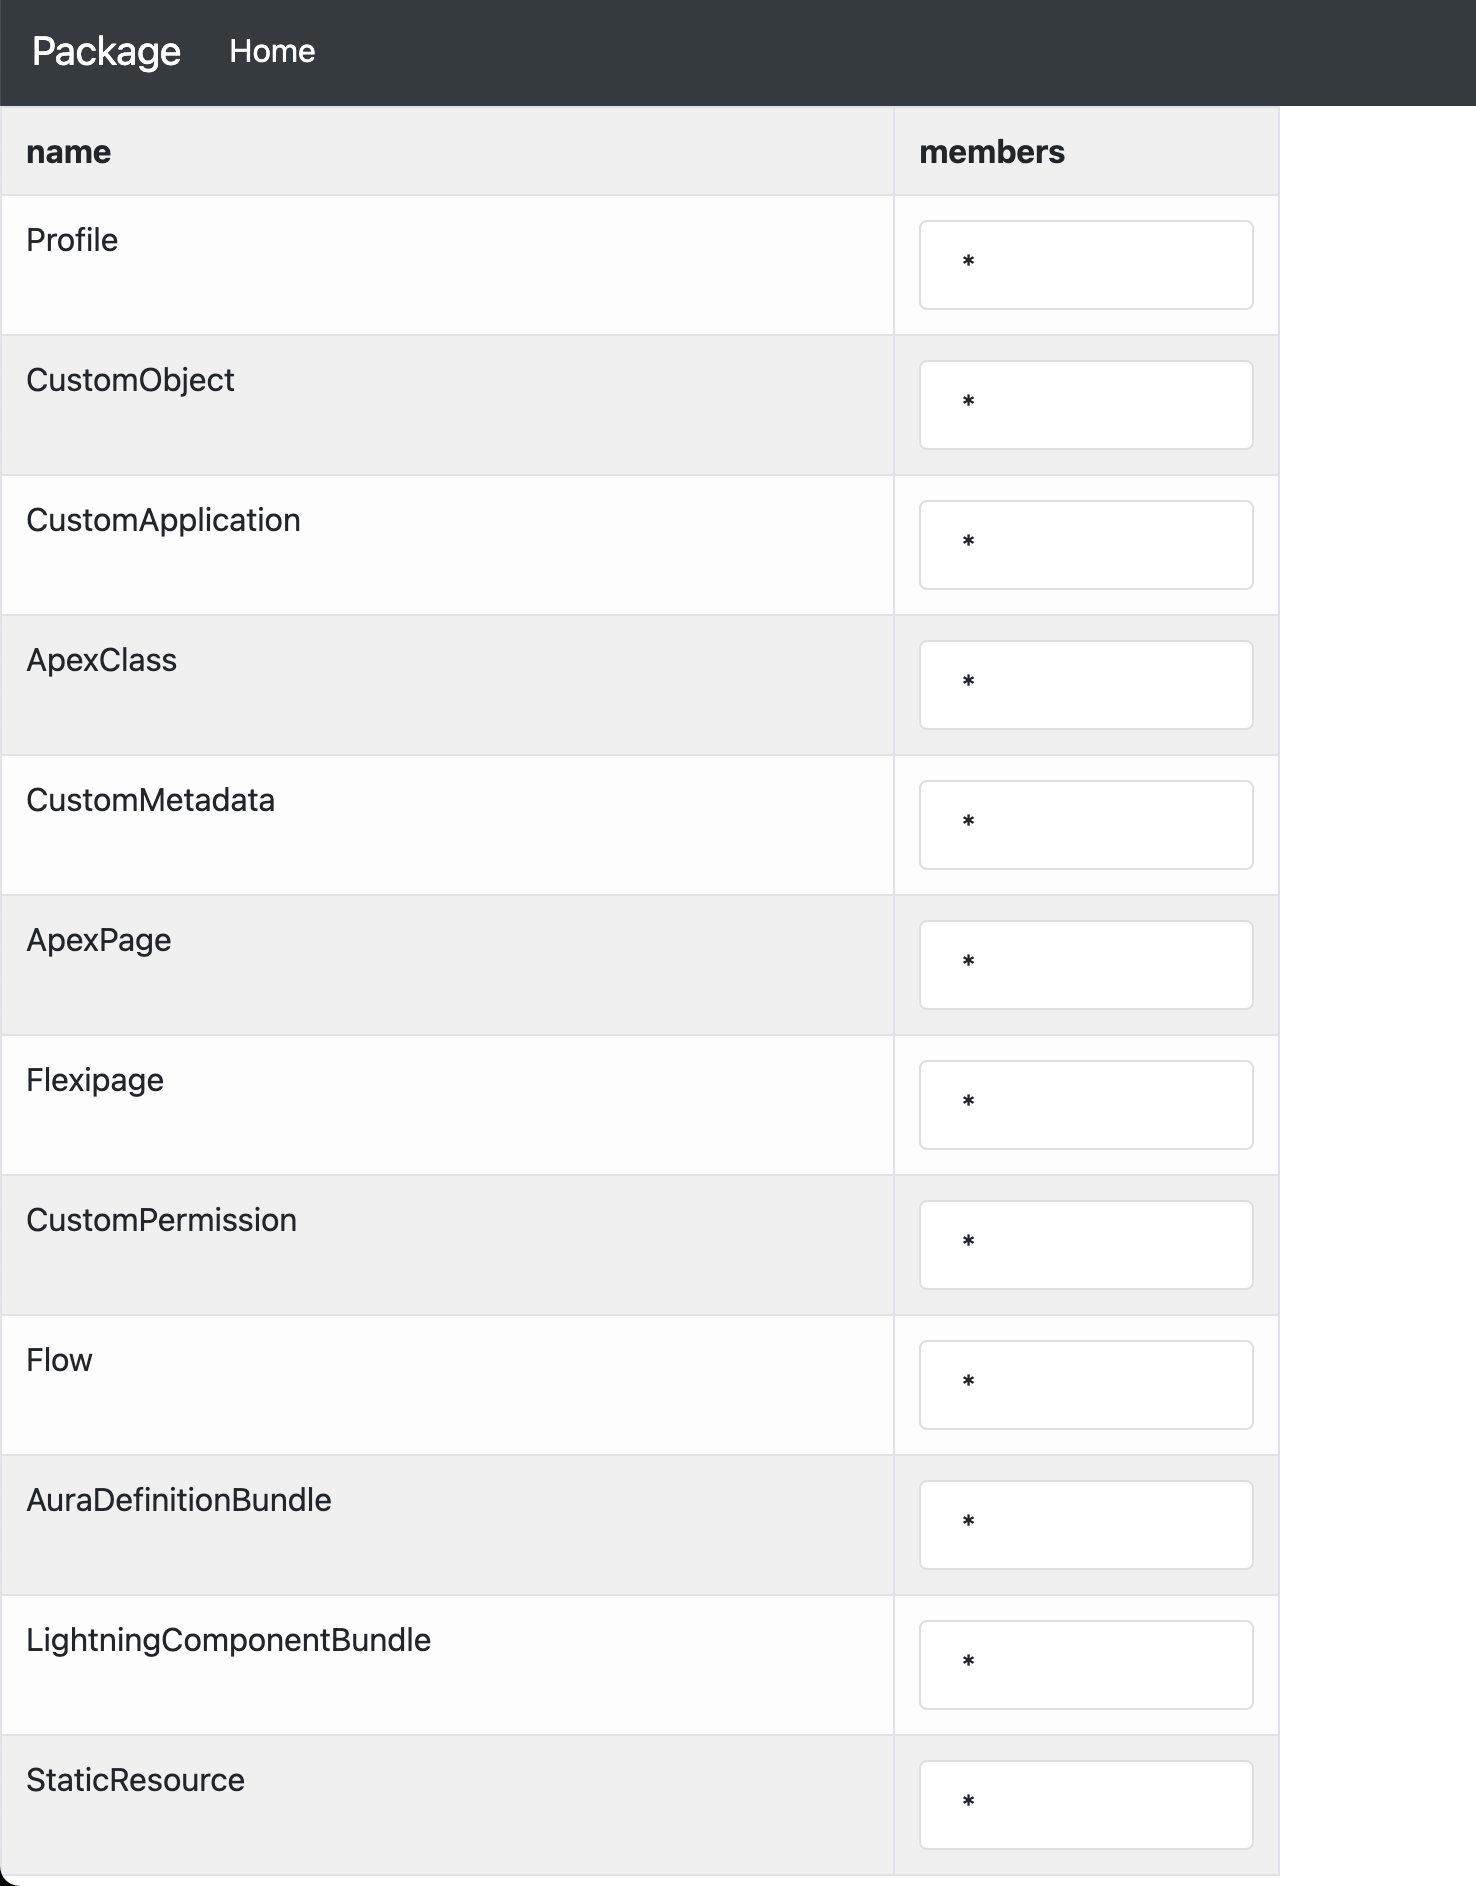 Package Home
name members
Profile *
CustomObject *
CustomApplication *
ApexClass *
CustomMetadata *
ApexPage *
Flexipage *
CustomPermission *
Flow *
AuraDefinitionBundle *
LightningComponentBundle *
StaticResource *